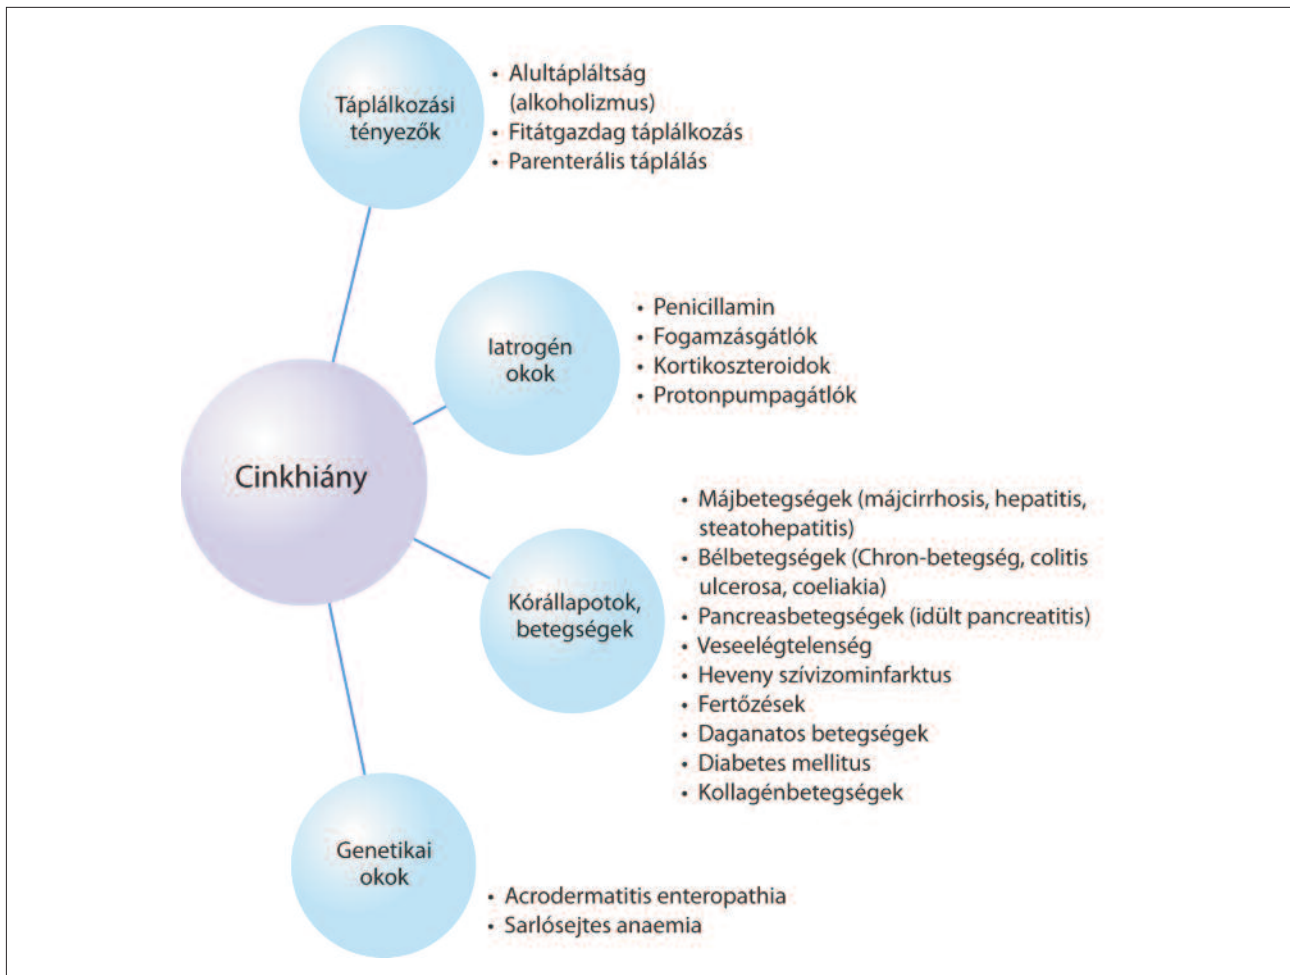 Táplálkozási
tényezők
• Alultápláltság
(alkoholizmus)
• Fitátgazdag táplálkozás
• Parenterális táplálás
Iatrogén
okok
• Penicillamin
• Fogamzásgátlók
• Kortikoszteroidok
• Protonpumpagátlók
Cinkhiány
Kórállapotok,
betegségek
• Májbetegségek (májcirrhosis, hepatitis,
steatohepatitis)
• Bélbetegségek (Chron-betegség, colitis
ulcerosa, coeliakia)
• Pancreasbetegségek (idült pancreatitis)
• Veseelégtelenség
• Heveny szívizominfarktus
• Fertőzések
• Daganatos betegségek
• Diabetes mellitus
• Kollagénbetegségek
Genetikai
okok
• Acrodermatitis enteropathia
• Sarlósejtes anaemia